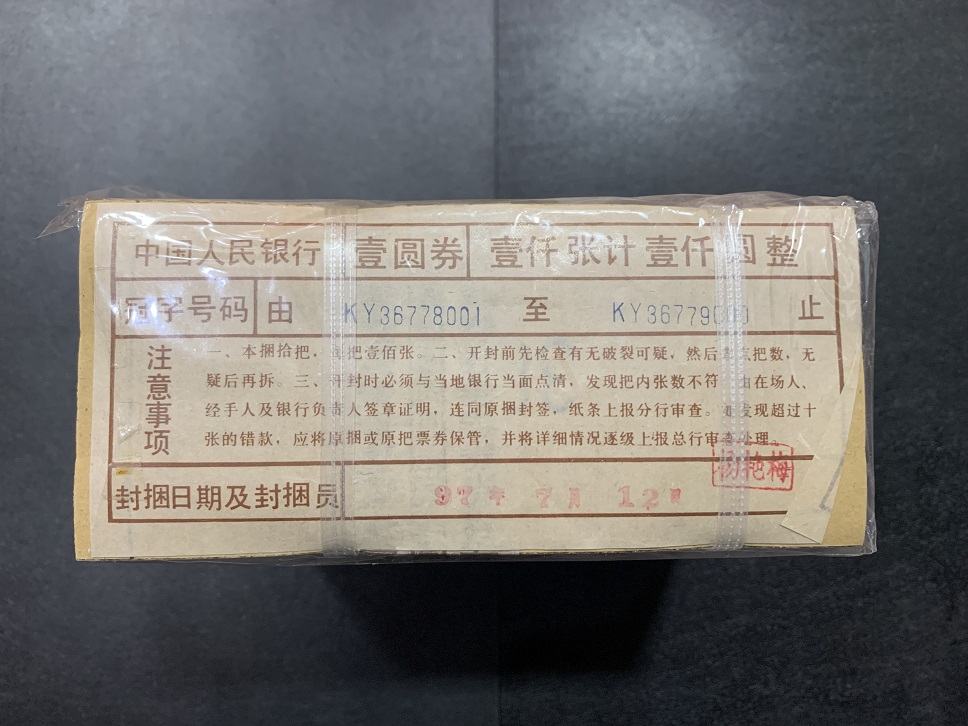 中国人民银行 壹圆券 壹仟张计壹仟圆整
冠字号码 由 KY36778001 至 KY36779000 止
注意事项
一、本捆拾把，每把壹佰张。二、开封前先检查有无破裂可疑，然后清点把数，无
疑后再拆。三、开封时必须与当地银行当面点清，发现把内张数不符，由在场人、
经手人及银行负责人签章证明，连同原捆封签，纸条上报分行审查。如发现超过十
张的错款，应将原捆或原把票券保管，并将详细情况逐级上报总行审查处理。
杨艳梅
封捆日期及封捆员 97年 7月 12日